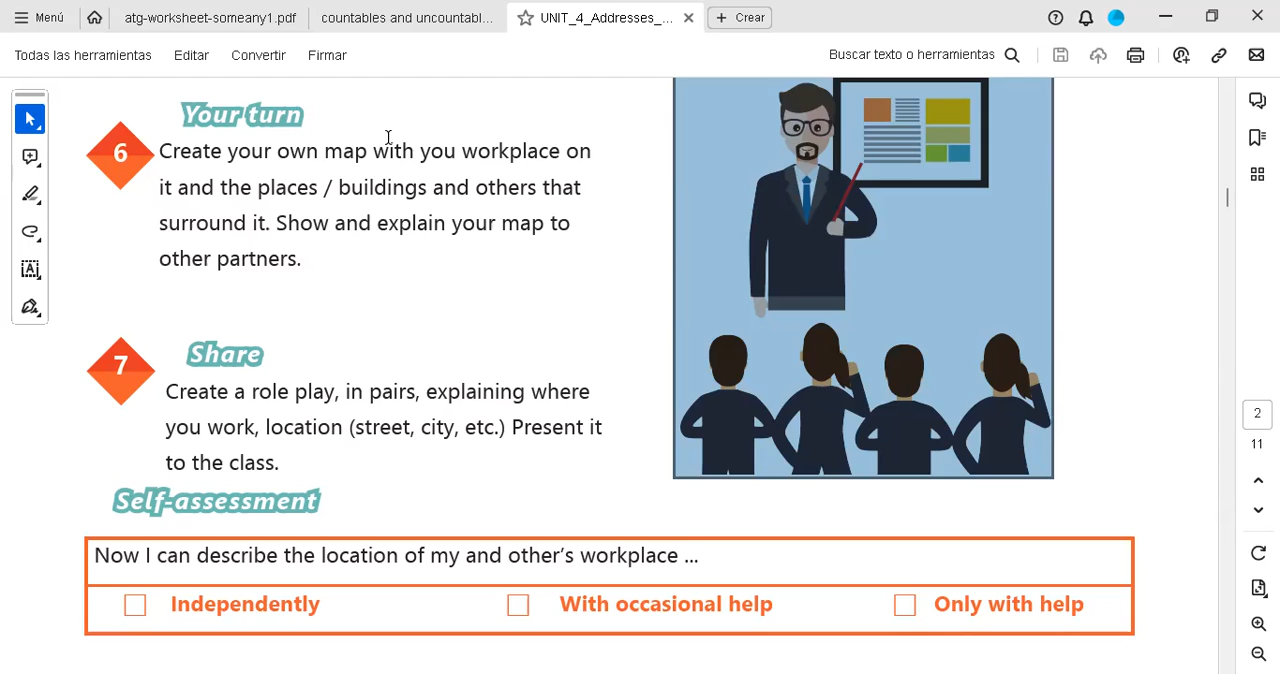 Menú
atg-worksheet-someany1.pdf
countables and uncountabl...
UNIT_4_Addresses_...
Crear
Todas las herramientas
Editar
Convertir
Firmar
Buscar texto o herramientas
Your turn
6
Create your own map with you workplace on
it and the places / buildings and others that
surround it. Show and explain your map to
other partners.
7
Share
Create a role play, in pairs, explaining where
you work, location (street, city, etc.) Present it
to the class.
Self-assessment
Now I can describe the location of my and other’s workplace ...
Independently
With occasional help
Only with help
2
11